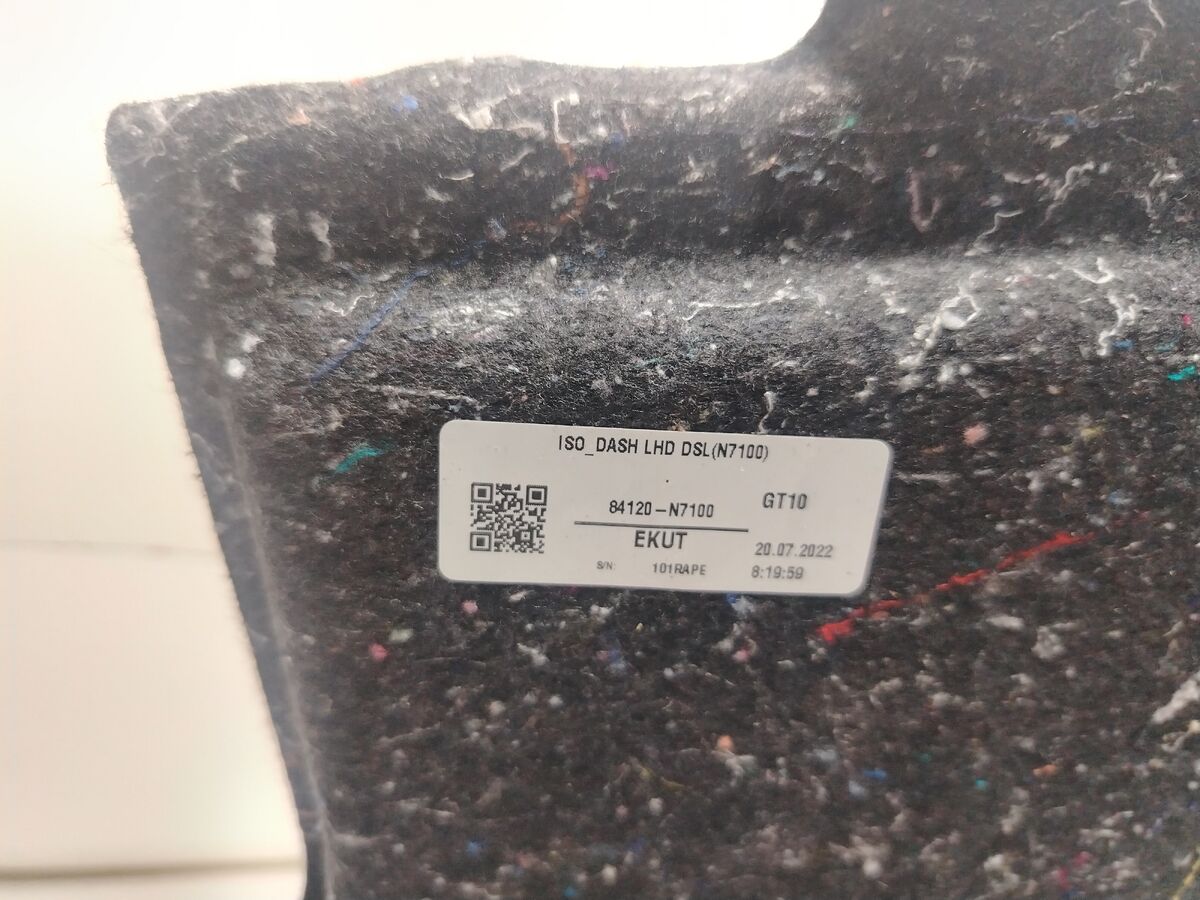 ISO_DASH LHD DSL(N7100)
84120-N7100
GT10
EKUT
20.07.2022
S/N: 101RAPE
8:19:59